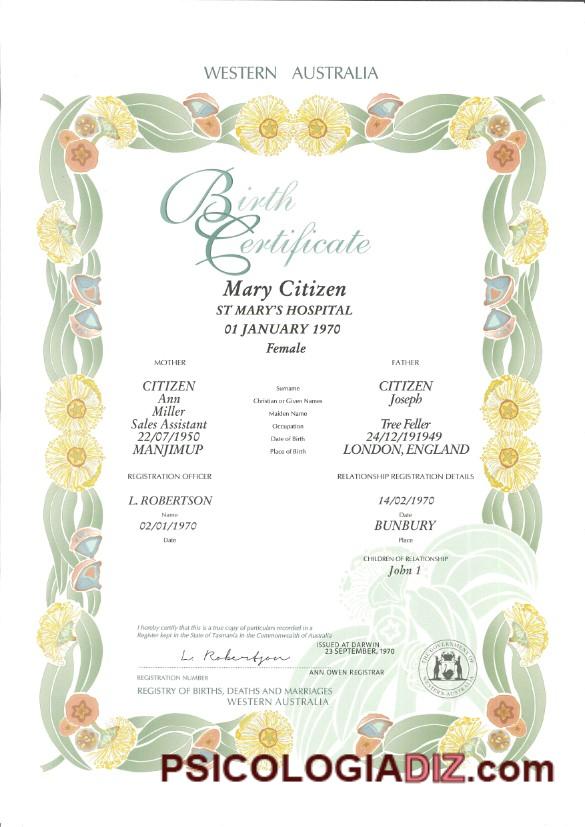 WESTERN AUSTRALIA
Birth
Certificate
Mary Citizen
ST MARY'S HOSPITAL
01 JANUARY 1970
Female
MOTHER FATHER
CITIZEN Surname CITIZEN
Ann Christian or Given Names Joseph
Miller Maiden Name
Sales Assistant Occupation Tree Feller
22/07/1950 Date of Birth 24/12/191949
MANJIMUP Place of Birth LONDON, ENGLAND
REGISTRATION OFFICER RELATIONSHIP REGISTRATION DETAILS
L. ROBERTSON 14/02/1970
Name Date
02/01/1970 BUNBURY
Date Place
CHILDREN OF RELATIONSHIP
John 1
I hereby certify that this is a true copy of particulars recorded in a
Register kept in the State of Tasmania in the Commonwealth of Australia
ISSUED AT DARWIN
23 SEPTEMBER, 1970
L. Robertson
ANN OWEN REGISTRAR
REGISTRATION NUMBER
REGISTRY OF BIRTHS, DEATHS AND MARRIAGES
WESTERN AUSTRALIA
THE GOVERNMENT OF
WESTERN AUSTRALIA
PSICOLOGIADIZ.com